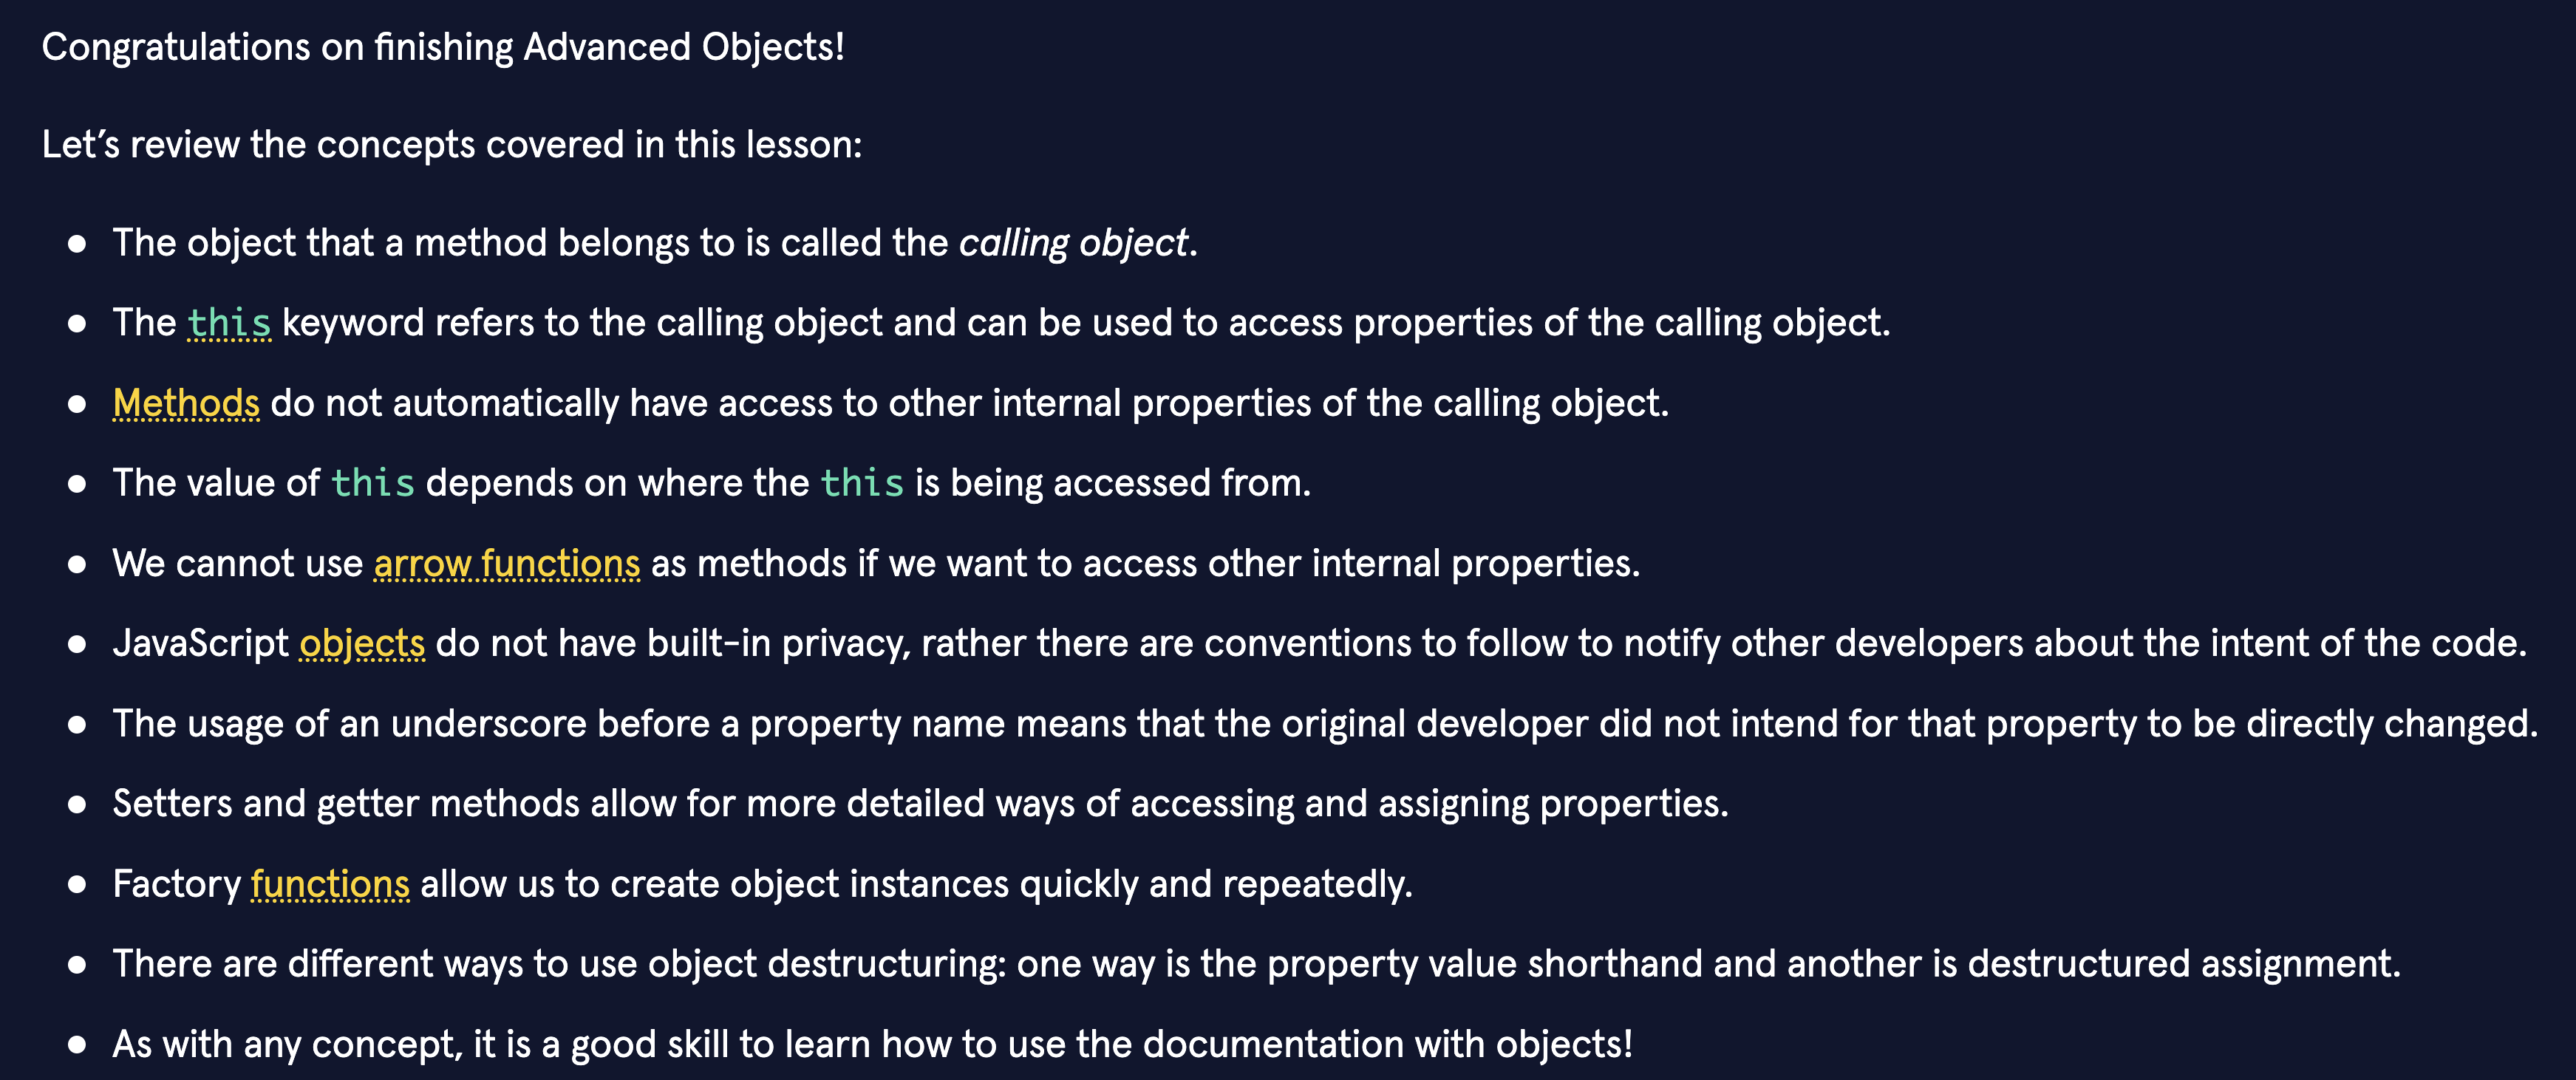 Congratulations on finishing Advanced Objects!
Let’s review the concepts covered in this lesson:
● The object that a method belongs to is called the calling object.
● The this keyword refers to the calling object and can be used to access properties of the calling object.
● Methods do not automatically have access to other internal properties of the calling object.
● The value of this depends on where the this is being accessed from.
● We cannot use arrow functions as methods if we want to access other internal properties.
● JavaScript objects do not have built-in privacy, rather there are conventions to follow to notify other developers about the intent of the code.
● The usage of an underscore before a property name means that the original developer did not intend for that property to be directly changed.
● Setters and getter methods allow for more detailed ways of accessing and assigning properties.
● Factory functions allow us to create object instances quickly and repeatedly.
● There are different ways to use object destructuring: one way is the property value shorthand and another is destructured assignment.
● As with any concept, it is a good skill to learn how to use the documentation with objects!